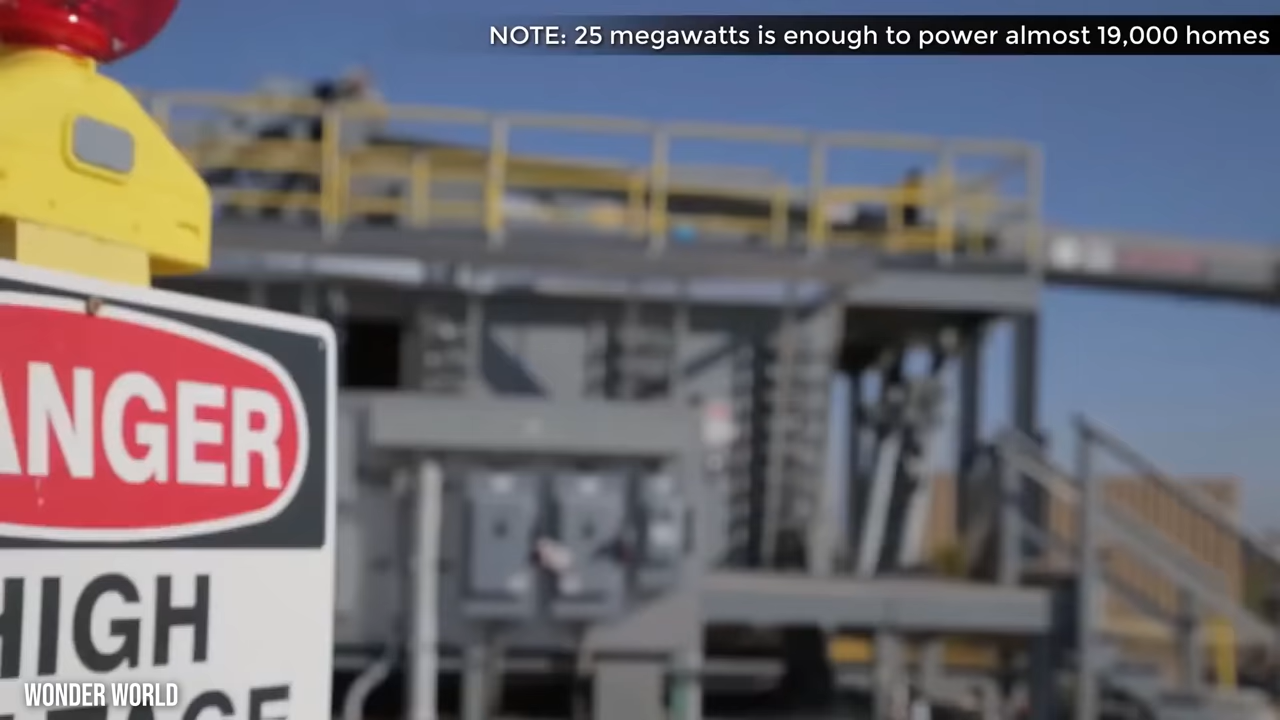 NOTE: 25 megawatts is enough to power almost 19,000 homes
ANGER
HIGH
WONDER WORLD